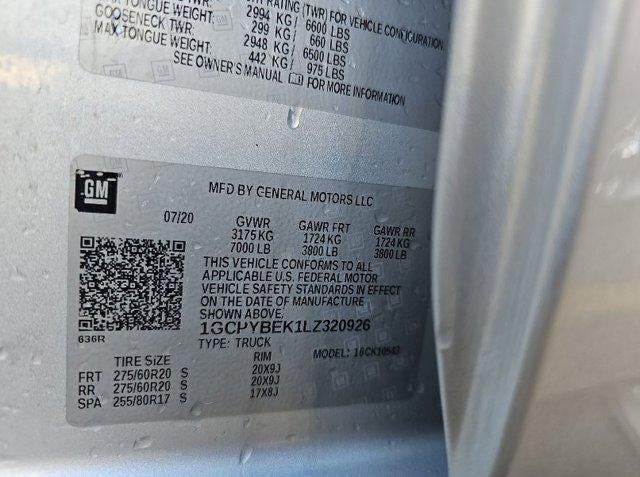 RATING (TWR) FOR VEHICLE CONFIGURATION
2994 KG / 6600 LBS
MAX TONGUE WEIGHT: 299 KG / 660 LBS
GOOSENECK TWR: 2948 KG / 6500 LBS
MAX TONGUE WEIGHT: 442 KG / 975 LBS
SEE OWNER'S MANUAL FOR MORE INFORMATION
GM
MFD BY GENERAL MOTORS LLC
07/20 GVWR GAWR FRT GAWR RR
3175 KG 1724 KG 1724 KG
7000 LB 3800 LB 3800 LB
THIS VEHICLE CONFORMS TO ALL
APPLICABLE U.S. FEDERAL MOTOR
VEHICLE SAFETY STANDARDS IN EFFECT
ON THE DATE OF MANUFACTURE
SHOWN ABOVE.
1GCPYBEK1LZ320926
636R
TYPE: TRUCK MODEL: 16CK10543
TIRE SIZE RIM
FRT 275/60R20 S 20X9J
RR 275/60R20 S 20X9J
SPA 255/80R17 S 17X8J